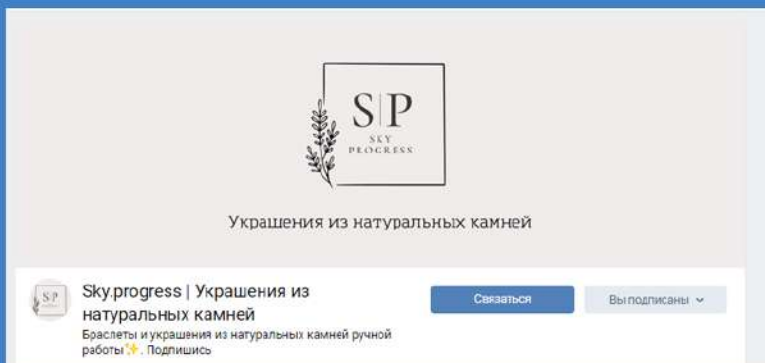 S|P
SKY
PROGRESS
Украшения из натуральных камней
S|P
Sky.progress | Украшения из
натуральных камней
Браслеты и украшения из натуральных камней ручной
работы✨. Подпишись
Связаться
Вы подписаны